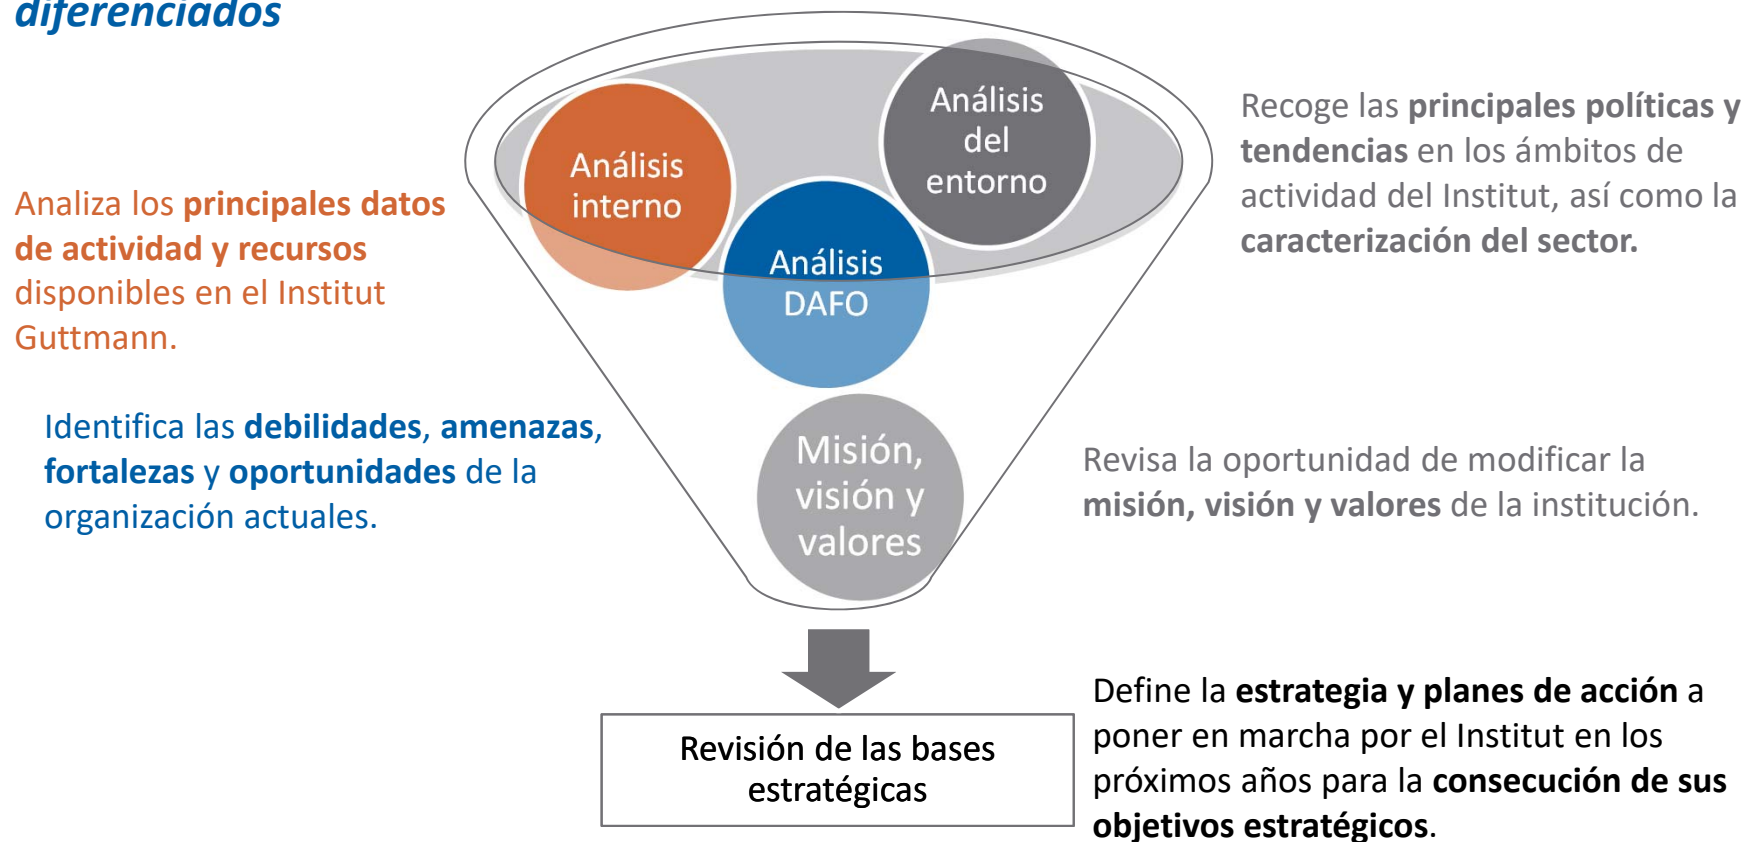 diferenciados
Análisis
interno
Análisis
del
entorno
Análisis
DAFO
Misión,
visión y
valores
Analiza los principales datos
de actividad y recursos
disponibles en el Institut
Guttmann.
Recoge las principales políticas y
tendencias en los ámbitos de
actividad del Institut, así como la
caracterización del sector.
Identifica las debilidades, amenazas,
fortalezas y oportunidades de la
organización actuales.
Revisa la oportunidad de modificar la
misión, visión y valores de la institución.
Revisión de las bases
estratégicas
Define la estrategia y planes de acción a
poner en marcha por el Institut en los
próximos años para la consecución de sus
objetivos estratégicos.